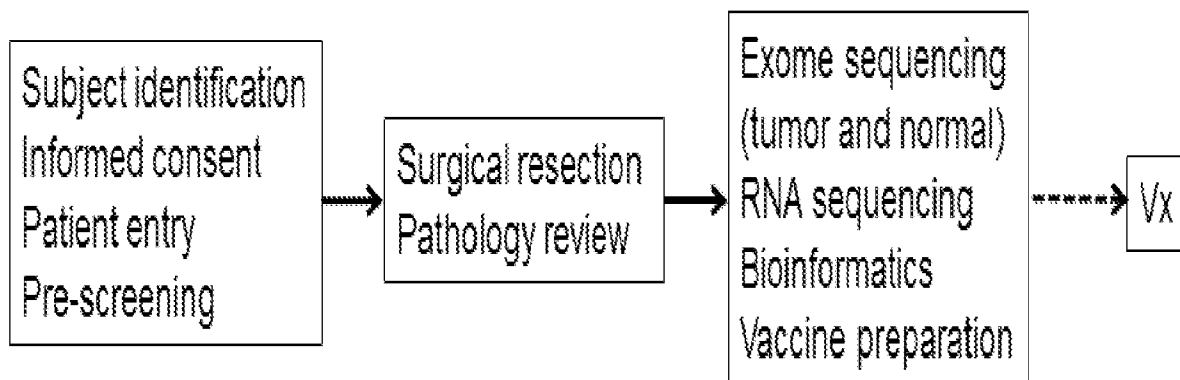 Subject identification
Informed consent
Patient entry
Pre-screening
Surgical resection
Pathology review
Exome sequencing
(tumor and normal)
RNA sequencing
Bioinformatics
Vaccine preparation
Vx